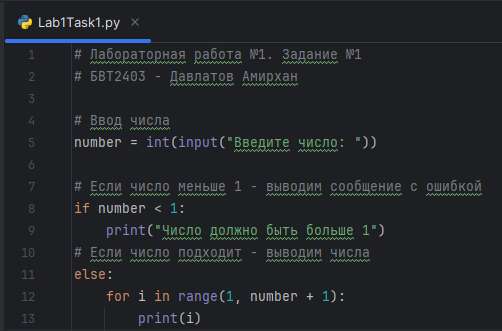 Lab1Task1.py
1 # Лабораторная работа №1. Задание №1
2 # БВТ2403 - Давлатов Амирхан
3
4 # Ввод числа
5 number = int(input("Введите число: "))
6
7 # Если число меньше 1 - выводим сообщение с ошибкой
8 if number < 1:
9     print("Число должно быть больше 1")
10 # Если число подходит - выводим числа
11 else:
12     for i in range(1, number + 1):
13         print(i)